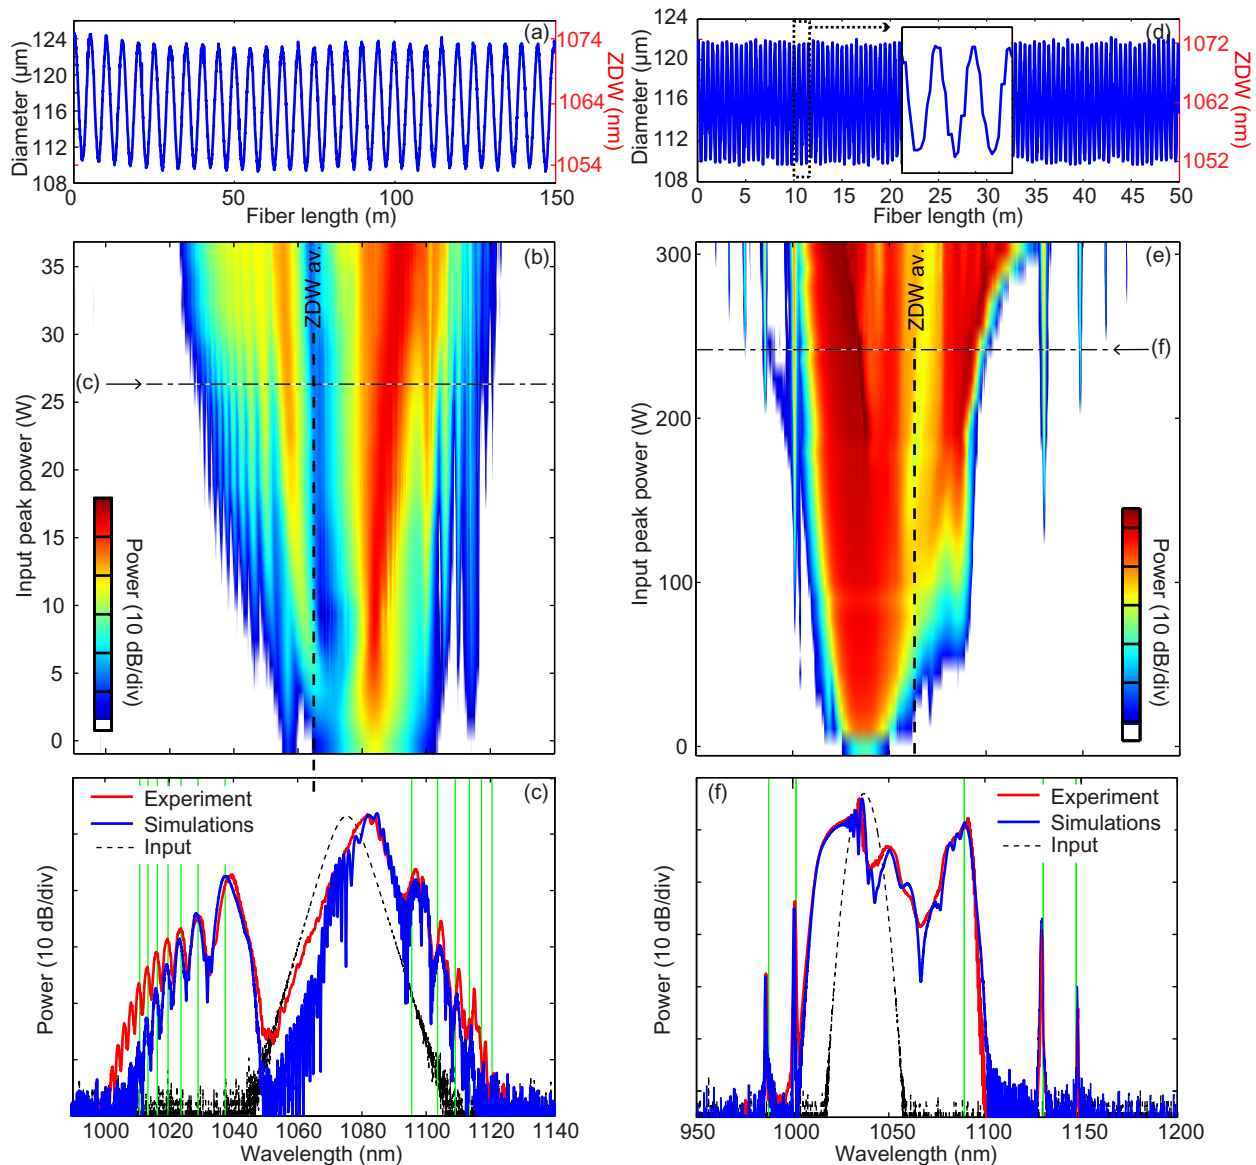 (a)
Diameter (μm)
124
120
116
112
108
1074
1064
1054
ZDW (nm)
0
50
100
150
Fiber length (m)
(d)
Diameter (μm)
124
120
116
112
108
1072
1062
1052
ZDW (nm)
0
5
10
15
20
25
30
35
40
45
50
Fiber length (m)
(b)
ZDW av.
Input peak power (W)
35
30
25
20
15
10
5
0
(c)
Power (10 dB/div)
(e)
ZDW av.
Input peak power (W)
300
200
100
0
(f)
Power (10 dB/div)
1000
1100
1200
(c)
Experiment
Simulations
Input
Power (10 dB/div)
1000
1020
1040
1060
1080
1100
1120
1140
Wavelength (nm)
(f)
Experiment
Simulations
Input
Power (10 dB/div)
950
1000
1050
1100
1150
1200
Wavelength (nm)